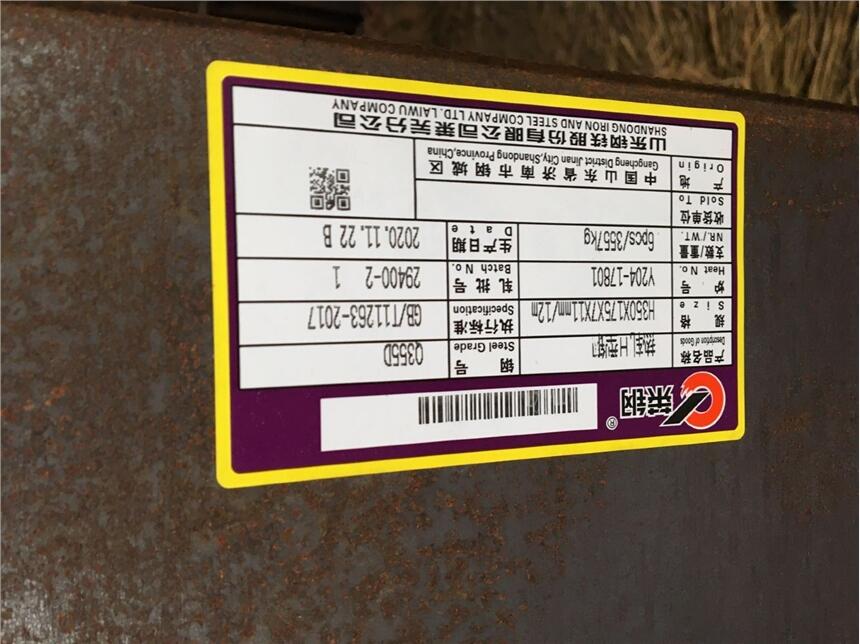 莱钢®
产品名称 Description of Goods 热轧H型钢 钢号 Steel Grade Q355D
规格 Size H350X175X7X11mm/12m 执行标准 Specification GB/T11263-2017
炉号 Heat No. Y204-17801 轧批号 Batch No. 29400-2 1
支数/重量 NR./WT. 6pcs/3557kg 生产日期 Date 2020.11.22 B
收货单位 Sold To
产地 Origin 中国山东省济南市钢城区
Gangcheng District Jinan City,Shandong Province,China
山东钢铁股份有限公司莱芜分公司
SHANDONG IRON AND STEEL COMPANY LTD. LAIWU COMPANY